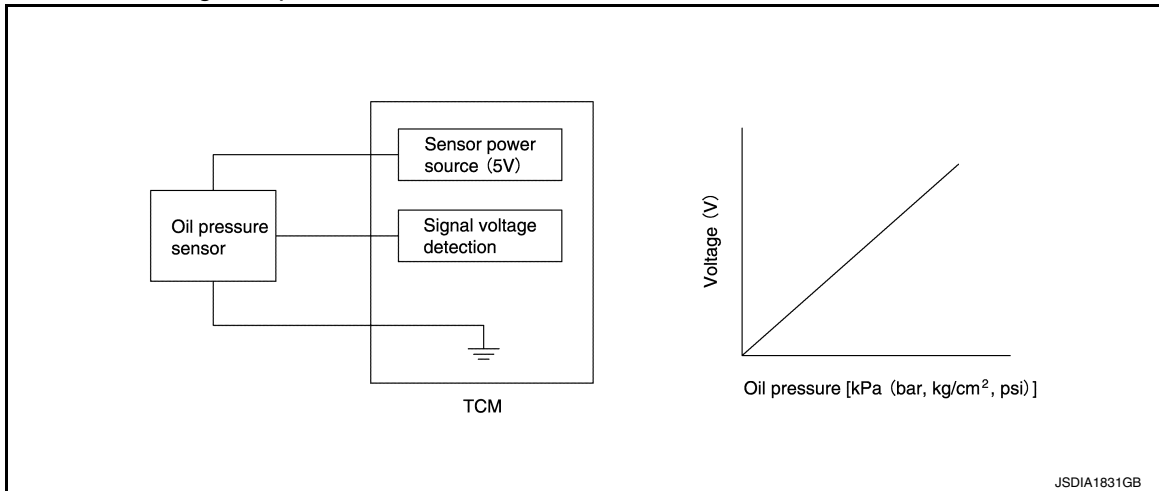 Sensor power
source (5V)
Oil pressure
sensor
Signal voltage
detection
TCM
Voltage (V)
Oil pressure [kPa (bar, kg/cm², psi)]
JSDIA1831GB